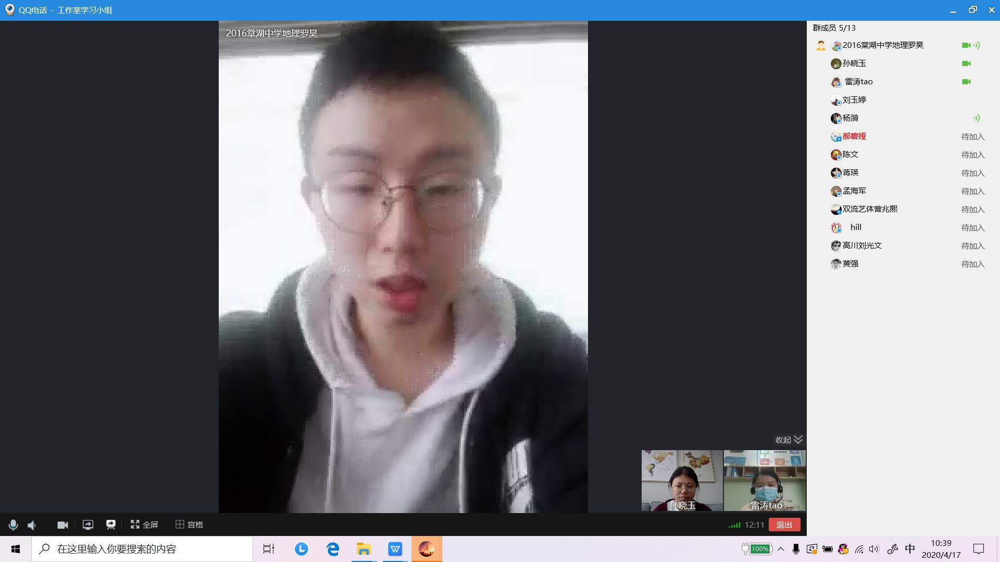 QQ电话 - 工作室学习小组
2016棠湖中学地理罗昊
群成员 5/13
2016棠湖中学地理罗昊
孙晓玉
雷涛tao
刘玉婷
杨漪
郝碧娅 待加入
陈文 待加入
蒋瑛 待加入
孟海军 待加入
双流艺体曾兆熙 待加入
hill 待加入
高川刘光文 待加入
黄强 待加入
收起
孙晓玉
雷涛tao
全屏
宫格
12:11
退出
在这里输入你要搜索的内容
100%
中
10:39
2020/4/17